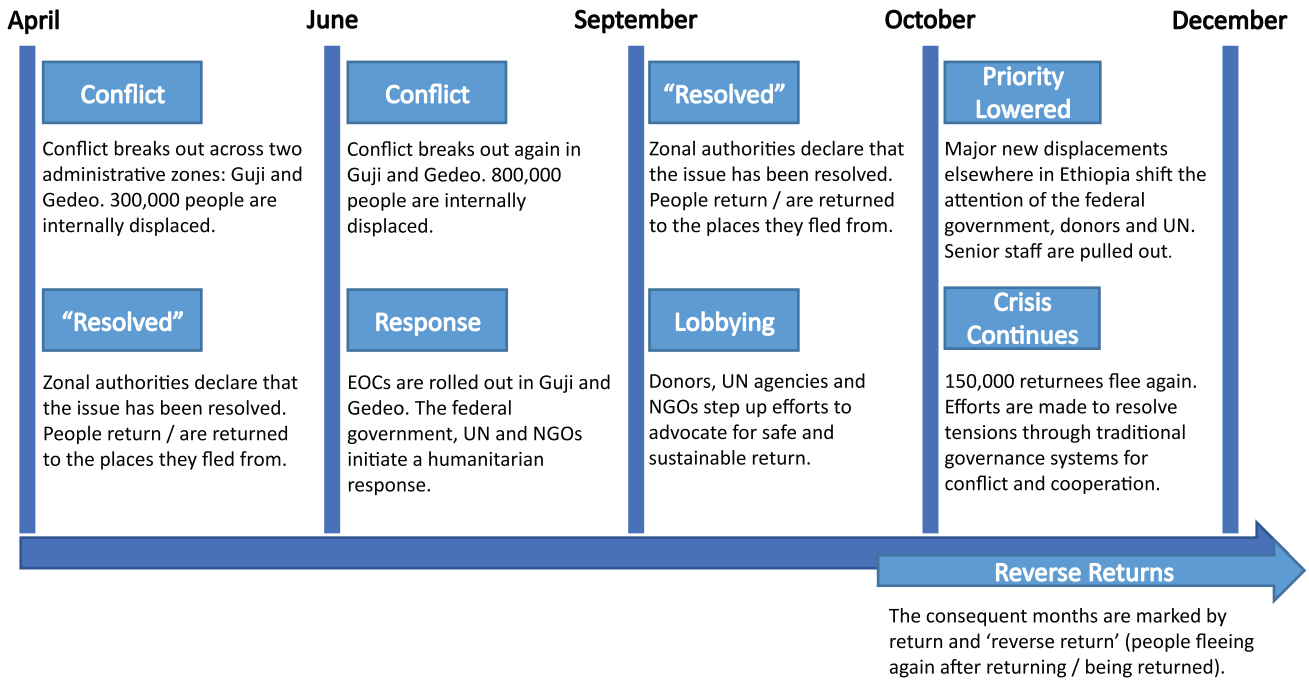 April
June
September
October
December
Conflict
Conflict breaks out across two
administrative zones: Guji and
Gedeo. 300,000 people are
internally displaced.
“Resolved”
Zonal authorities declare that
the issue has been resolved.
People return / are returned
to the places they fled from.
Conflict
Conflict breaks out again in
Guji and Gedeo. 800,000
people are internally
displaced.
Response
EOCs are rolled out in Guji and
Gedeo. The federal
government, UN and NGOs
initiate a humanitarian
response.
“Resolved”
Zonal authorities declare that
the issue has been resolved.
People return / are returned
to the places they fled from.
Lobbying
Donors, UN agencies and
NGOs step up efforts to
advocate for safe and
sustainable return.
Priority
Lowered
Major new displacements
elsewhere in Ethiopia shift the
attention of the federal
government, donors and UN.
Senior staff are pulled out.
Crisis
Continues
150,000 returnees flee again.
Efforts are made to resolve
tensions through traditional
governance systems for
conflict and cooperation.
Reverse Returns
The consequent months are marked by
return and ‘reverse return’ (people fleeing
again after returning / being returned).